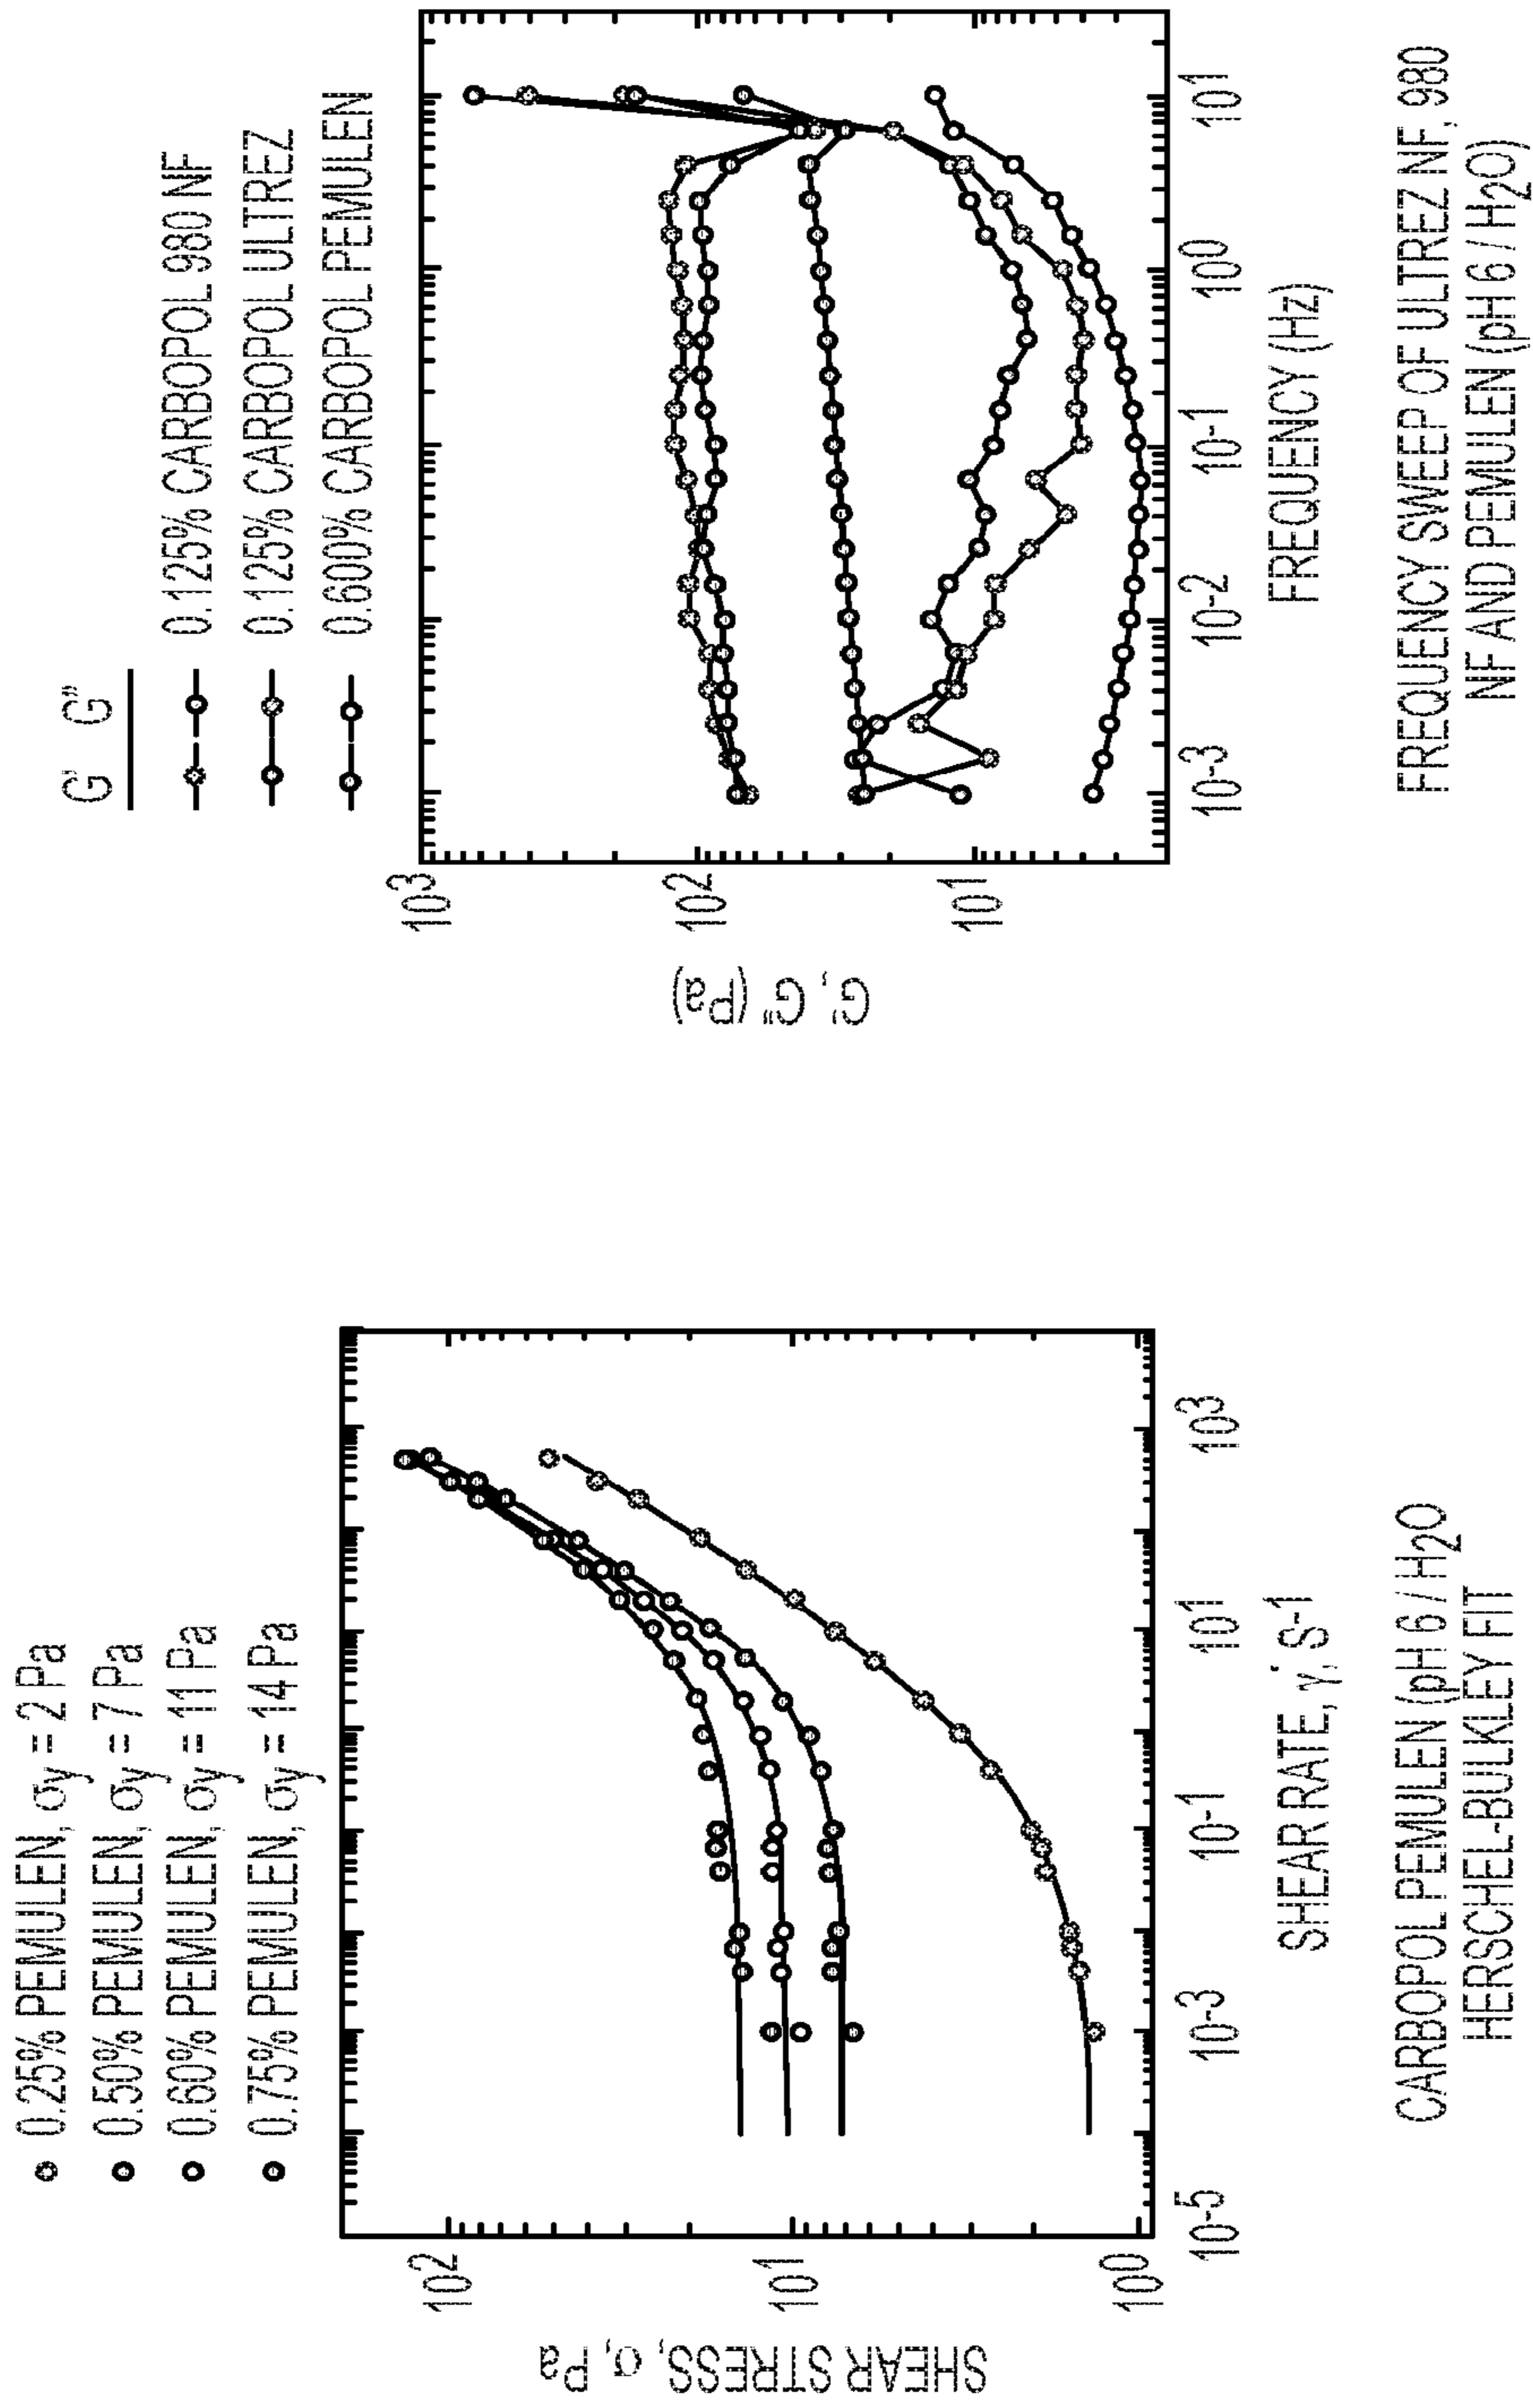 0.25% PEMULEN, σy = 2 Pa
0.50% PEMULEN, σy = 7 Pa
0.60% PEMULEN, σy = 11 Pa
0.75% PEMULEN, σy = 14 Pa
SHEAR STRESS, σ, Pa
10²
10¹
10⁰
10-5
10-3
10-1
10¹
10³
SHEAR RATE, γ̇, S-1
CARBOPOL PEMULEN (pH 6 / H₂O
HERSCHEL-BULKLEY FIT
G' G"
0.125% CARBOPOL 980 NF
0.125% CARBOPOL ULTREZ
0.600% CARBOPOL PEMULEN
G', G" (Pa)
10³
10²
10¹
10-3
10-2
10-1
10⁰
10¹
FREQUENCY (Hz)
FREQUENCY SWEEP OF ULTREZ NF, 980
NF AND PEMULEN (pH 6 / H₂O)